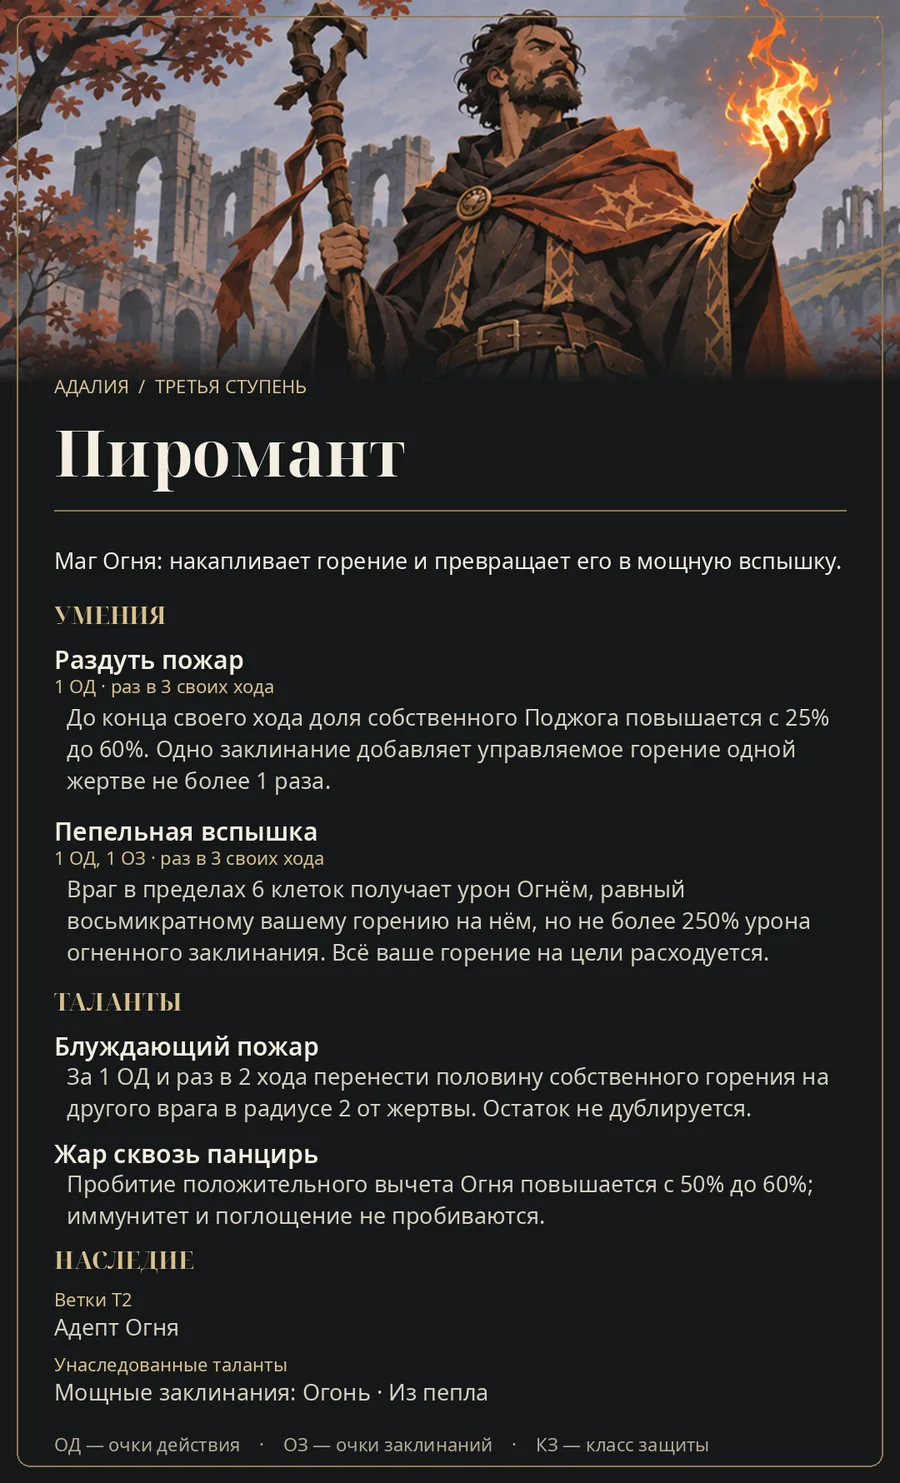 АДАЛИЯ / ТРЕТЬЯ СТУПЕНЬ
Пиромант
Маг Огня: накапливает горение и превращает его в мощную вспышку.
УМЕНИЯ
Раздуть пожар
1 ОД · раз в 3 своих хода
До конца своего хода доля собственного Поджога повышается с 25%
до 60%. Одно заклинание добавляет управляемое горение одной
жертве не более 1 раза.
Пепельная вспышка
1 ОД, 1 ОЗ · раз в 3 своих хода
Враг в пределах 6 клеток получает урон Огнём, равный
восьмикратному вашему горению на нём, но не более 250% урона
огненного заклинания. Всё ваше горение на цели расходуется.
ТАЛАНТЫ
Блуждающий пожар
За 1 ОД и раз в 2 хода перенести половину собственного горения на
другого врага в радиусе 2 от жертвы. Остаток не дублируется.
Жар сквозь панцирь
Пробитие положительного вычета Огня повышается с 50% до 60%;
иммунитет и поглощение не пробиваются.
НАСЛЕДИЕ
Ветки Т2
Адепт Огня
Унаследованные таланты
Мощные заклинания: Огонь · Из пепла
ОД — очки действия · ОЗ — очки заклинаний · КЗ — класс защиты